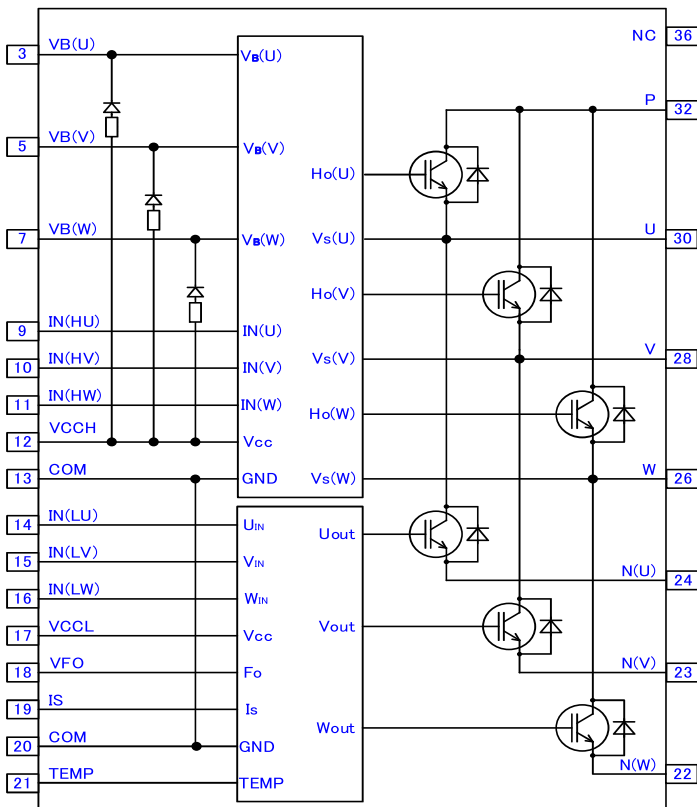 NC 36
3 VB(U) VB(U)
P 32
5 VB(V) VB(V)
Ho(U)
7 VB(W) VB(W) Vs(U) U 30
Ho(V)
9 IN(HU) IN(U)
10 IN(HV) IN(V) Vs(V) V 28
11 IN(HW) IN(W) Ho(W)
12 VCCH Vcc
13 COM GND Vs(W) W 26
14 IN(LU) UIN Uout
15 IN(LV) VIN
N(U) 24
16 IN(LW) WIN
17 VCCL Vcc Vout
18 VFO Fo N(V) 23
19 IS Is
Wout
20 COM GND
N(W) 22
21 TEMP TEMP